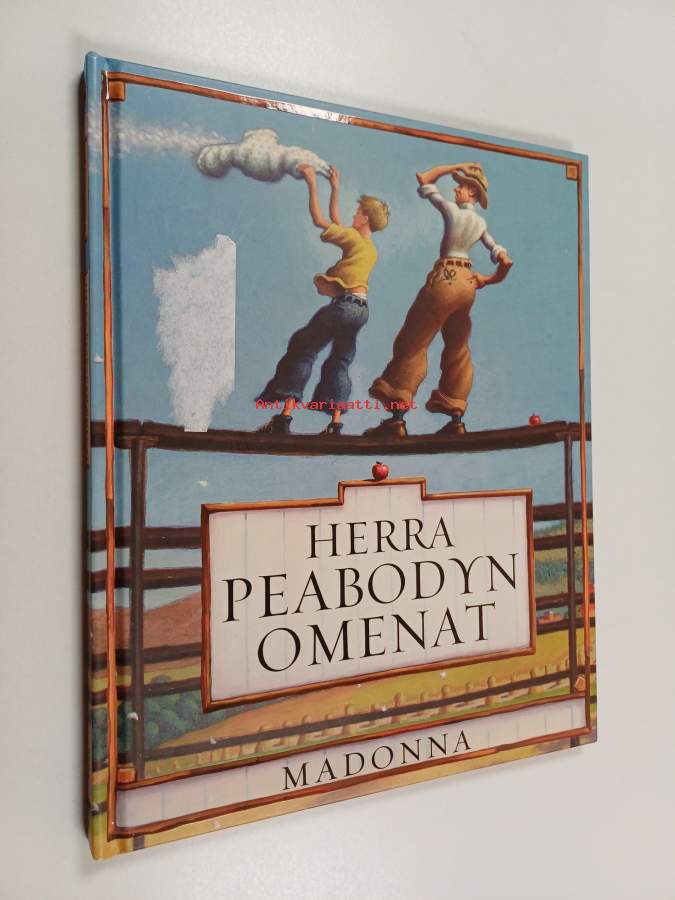 Antikvariaatti.net
HERRA
PEABODYN
OMENAT
MADONNA